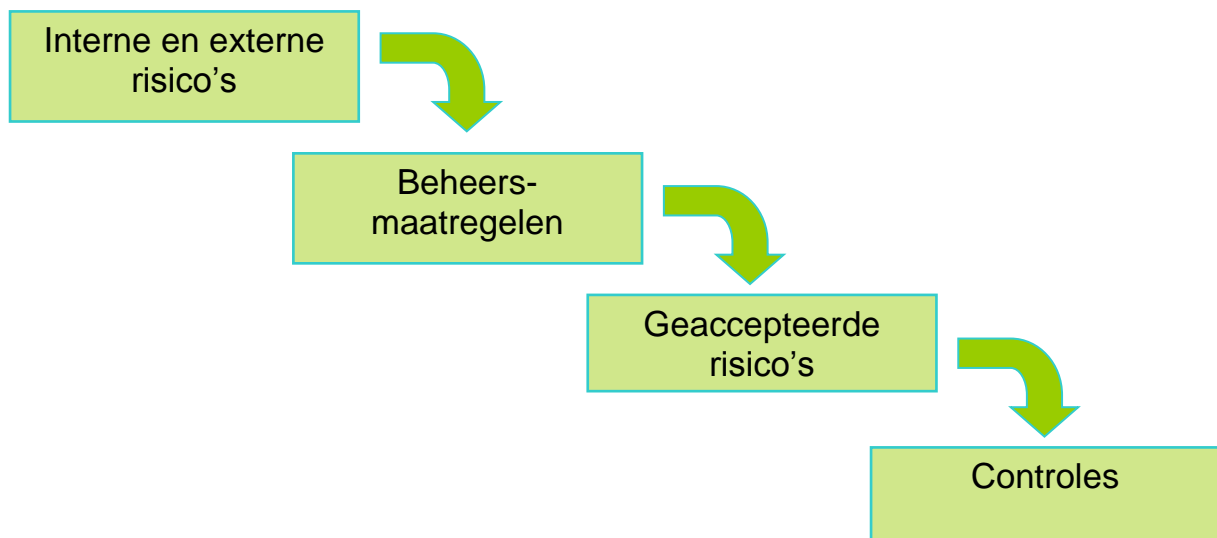 Interne en externe
risico’s
Beheers-
maatregelen
Geaccepteerde
risico’s
Controles